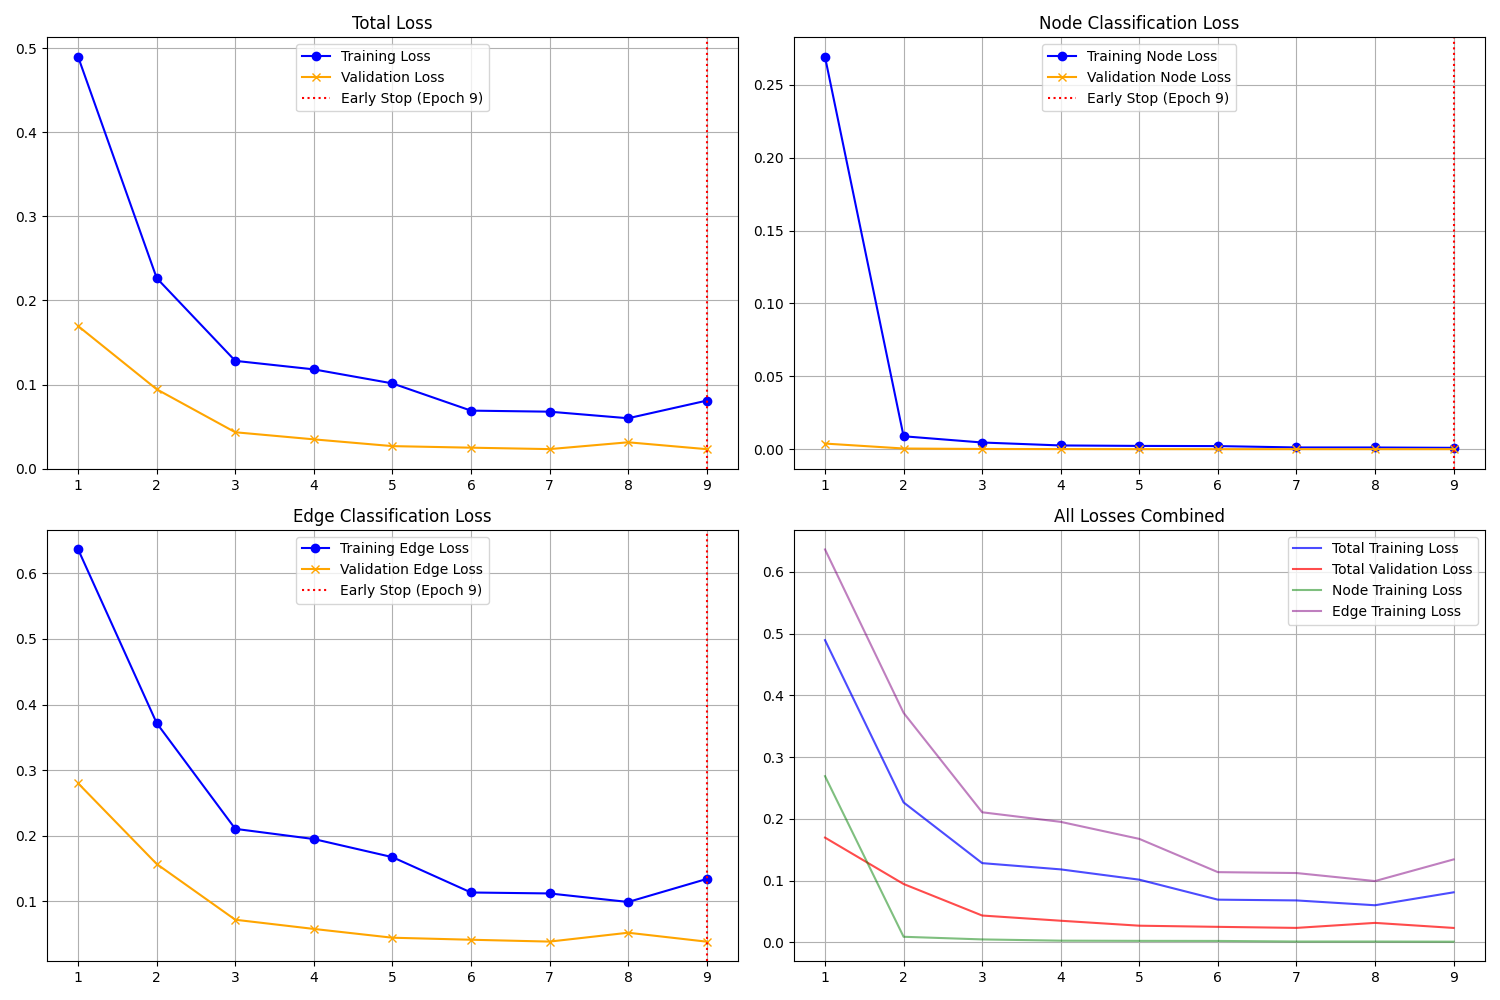 Total Loss
0.5
0.4
0.3
0.2
0.1
0.0
Training Loss
Validation Loss
Early Stop (Epoch 9)
1 2 3 4 5 6 7 8 9
Node Classification Loss
0.25
0.20
0.15
0.10
0.05
0.00
Training Node Loss
Validation Node Loss
Early Stop (Epoch 9)
1 2 3 4 5 6 7 8 9
Edge Classification Loss
0.6
0.5
0.4
0.3
0.2
0.1
Training Edge Loss
Validation Edge Loss
Early Stop (Epoch 9)
1 2 3 4 5 6 7 8 9
All Losses Combined
0.6
0.5
0.4
0.3
0.2
0.1
0.0
Total Training Loss
Total Validation Loss
Node Training Loss
Edge Training Loss
1 2 3 4 5 6 7 8 9